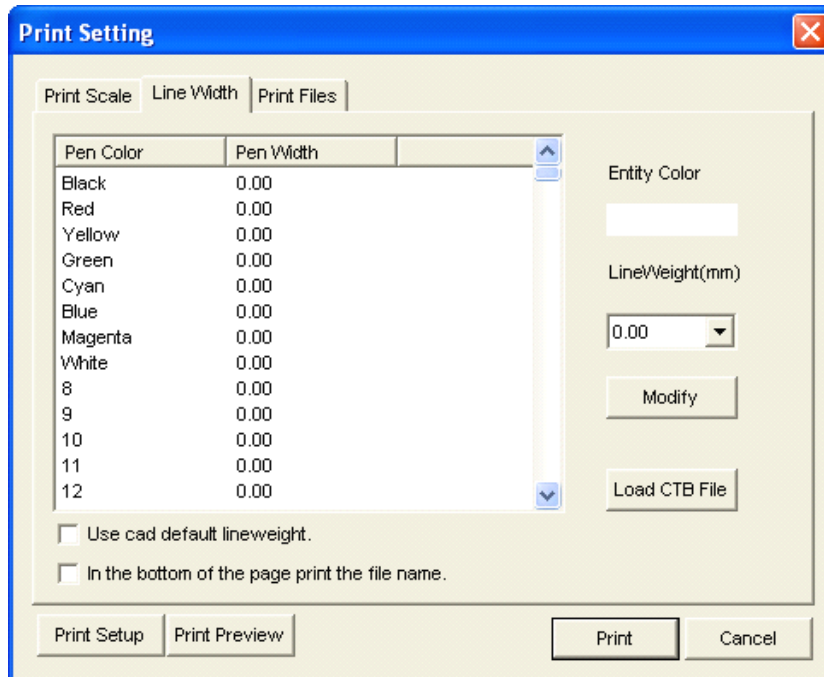 Print Setting
Print Scale Line Width Print Files
Pen Color Pen Width
Black 0.00
Red 0.00
Yellow 0.00
Green 0.00
Cyan 0.00
Blue 0.00
Magenta 0.00
White 0.00
8 0.00
9 0.00
10 0.00
11 0.00
12 0.00
Entity Color
LineWeight(mm)
0.00
Modify
Load CTB File
Use cad default lineweight.
In the bottom of the page print the file name.
Print Setup Print Preview Print Cancel